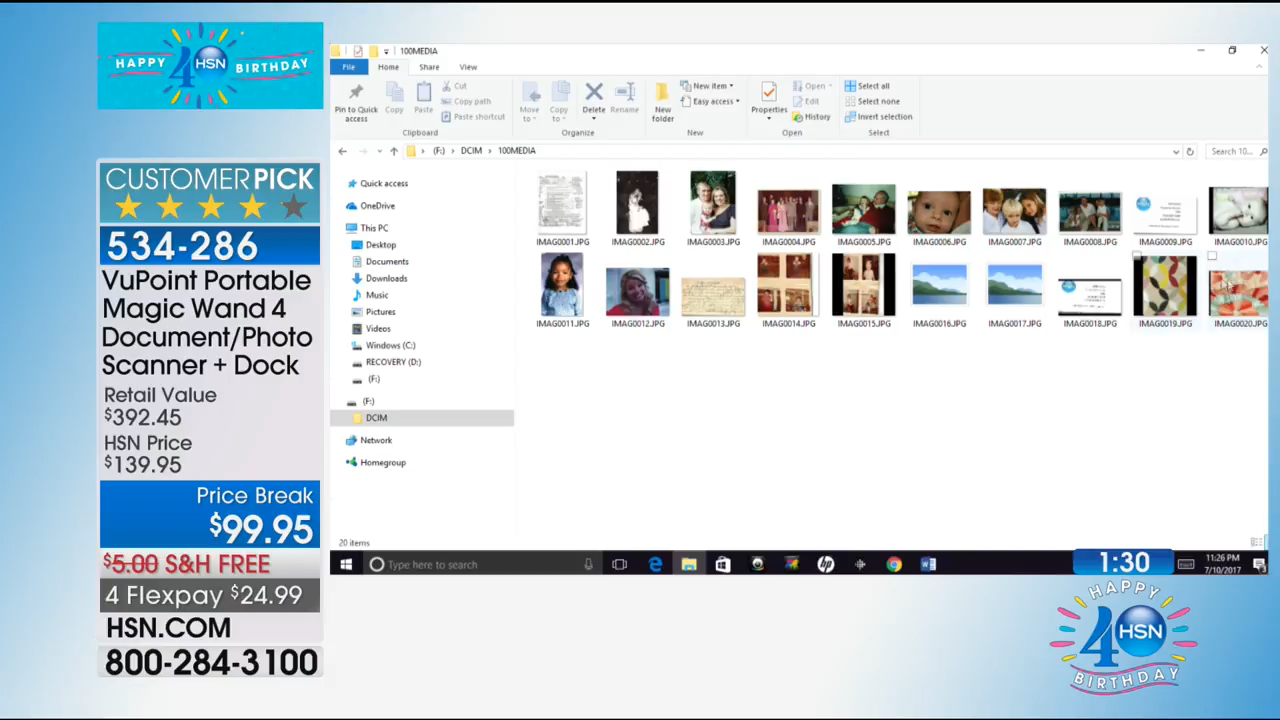 HAPPY 40 HSN BIRTHDAY
CUSTOMER PICK
534-286
VuPoint Portable
Magic Wand 4
Document/Photo
Scanner + Dock
Retail Value
$392.45
HSN Price
$139.95
Price Break
$99.95
$5.00 S&H FREE
4 Flexpay $24.99
HSN.COM
800-284-3100
100MEDIA
File Home Share View
Pin to Quick access
Copy
Paste
Cut
Copy path
Paste shortcut
Clipboard
Move to
Copy to
Delete
Rename
Organize
New folder
New item
Easy access
New
Properties
Open
Edit
History
Open
Select all
Select none
Invert selection
Select
(F:) > DCIM > 100MEDIA
Search 10...
Quick access
OneDrive
This PC
Desktop
Documents
Downloads
Music
Pictures
Videos
Windows (C:)
RECOVERY (D:)
(F:)
(F:)
DCIM
Network
Homegroup
IMAG0001.JPG IMAG0002.JPG IMAG0003.JPG IMAG0004.JPG IMAG0005.JPG IMAG0006.JPG IMAG0007.JPG IMAG0008.JPG IMAG0009.JPG IMAG0010.JPG
IMAG0011.JPG IMAG0012.JPG IMAG0013.JPG IMAG0014.JPG IMAG0015.JPG IMAG0016.JPG IMAG0017.JPG IMAG0018.JPG IMAG0019.JPG IMAG0020.JPG
20 items
Type here to search
hp
1:30
11:26 PM
7/10/2017
HAPPY
40 HSN
BIRTHDAY